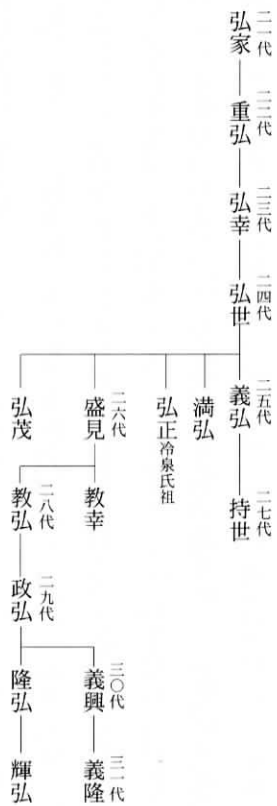 二一代
弘家
二二代
重弘
二三代
弘幸
二四代
弘世
二五代
義弘
二七代
持世
満弘
弘正 冷泉氏祖
二六代
盛見
教幸
二八代
教弘
二九代
政弘
三〇代
義興
三一代
義隆
隆弘
輝弘
弘茂